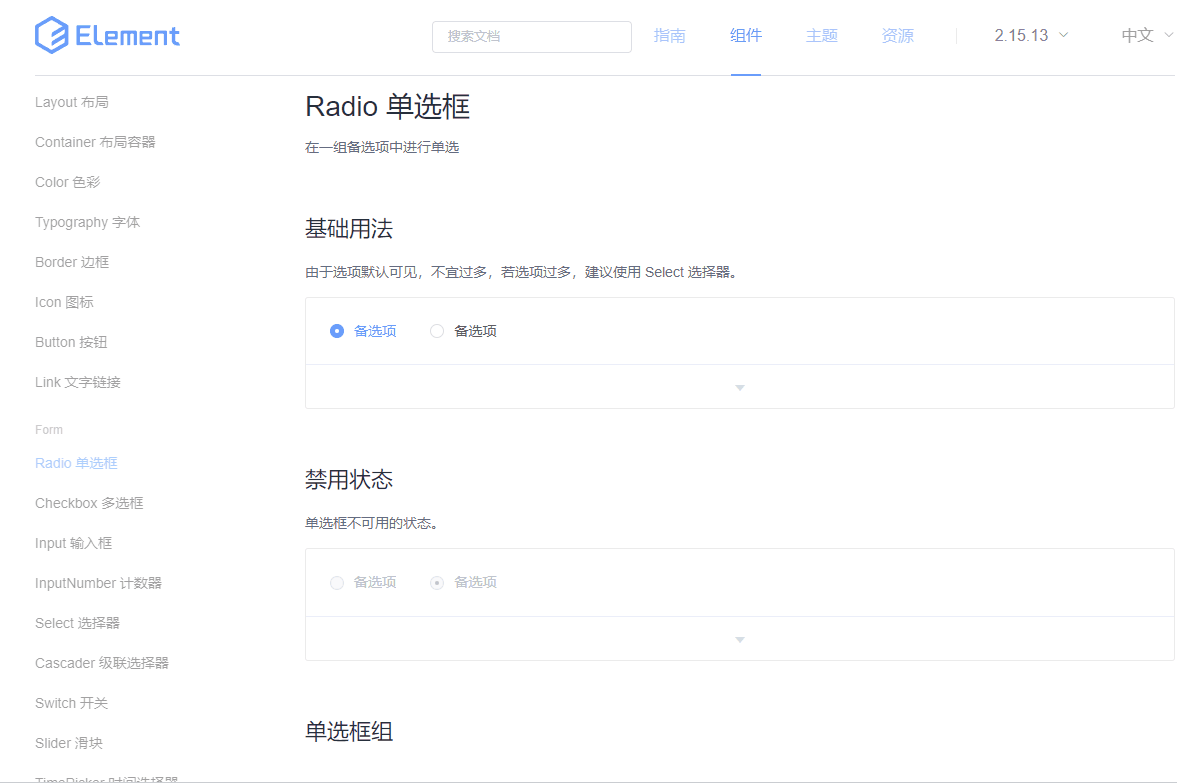 Element
搜索文档
指南
组件
主题
资源
2.15.13
中文
Layout 布局
Container 布局容器
Color 色彩
Typography 字体
Border 边框
Icon 图标
Button 按钮
Link 文字链接
Form
Radio 单选框
Checkbox 多选框
Input 输入框
InputNumber 计数器
Select 选择器
Cascader 级联选择器
Switch 开关
Slider 滑块
TimePicker 时间选择器
Radio 单选框
在一组备选项中进行单选
基础用法
由于选项默认可见，不宜过多，若选项过多，建议使用 Select 选择器。
备选项 备选项
禁用状态
单选框不可用的状态。
备选项 备选项
单选框组